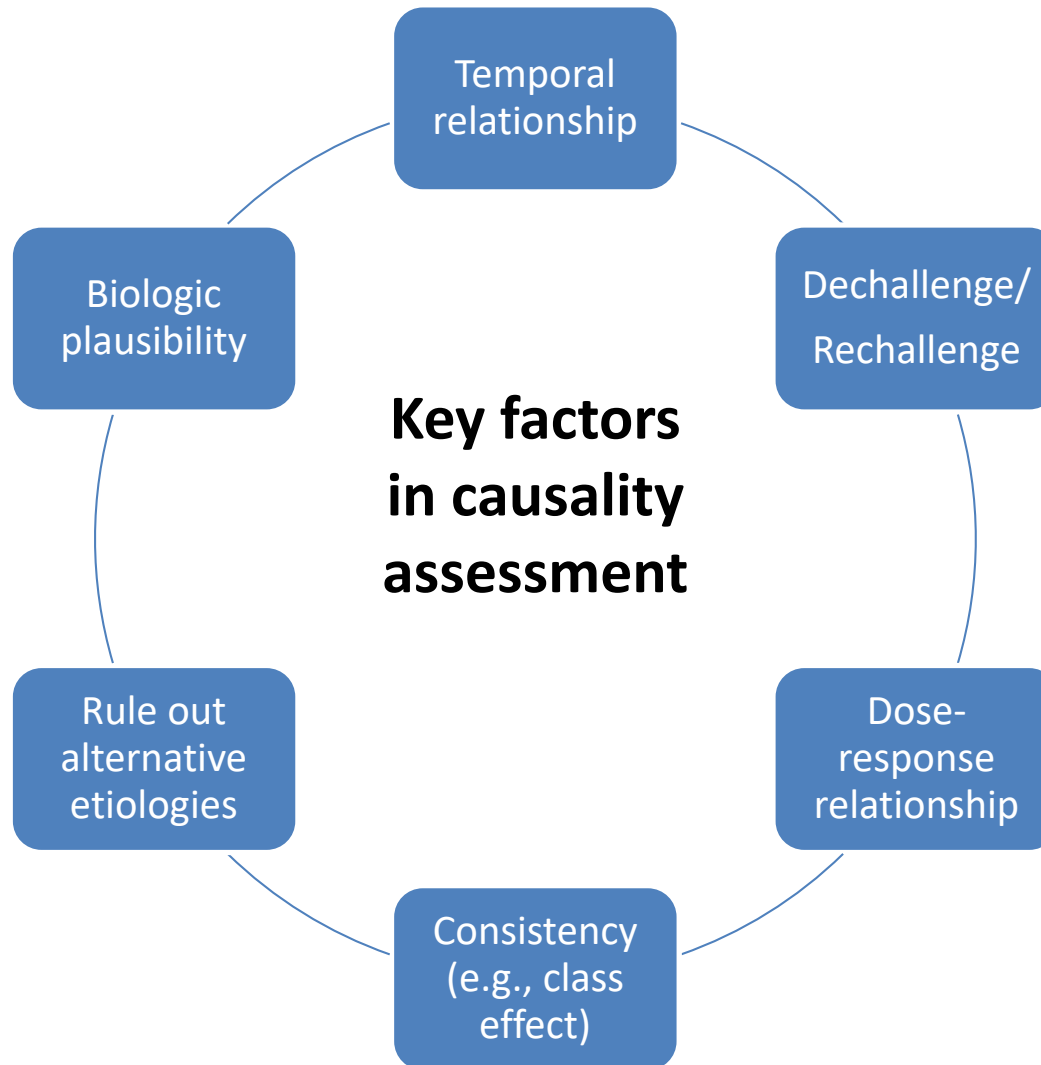 Temporal
relationship
Dechallenge/
Rechallenge
Dose-
response
relationship
Consistency
(e.g., class
effect)
Rule out
alternative
etiologies
Biologic
plausibility
Key factors
in causality
assessment